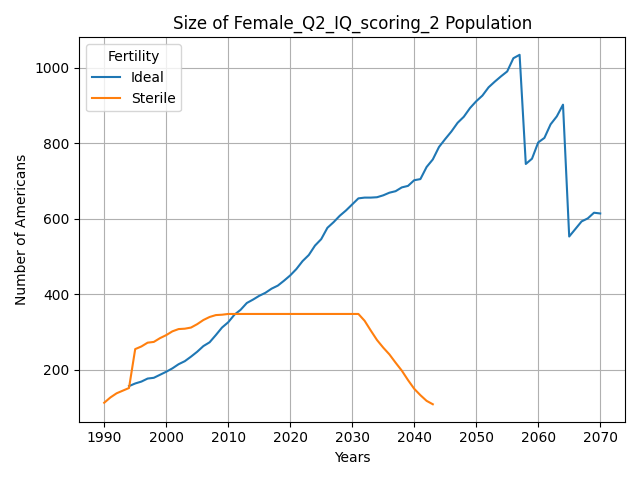 Size of Female_Q2_IQ_scoring_2 Population
Fertility
Ideal
Sterile
Number of Americans
1000
800
600
400
200
1990 2000 2010 2020 2030 2040 2050 2060 2070
Years